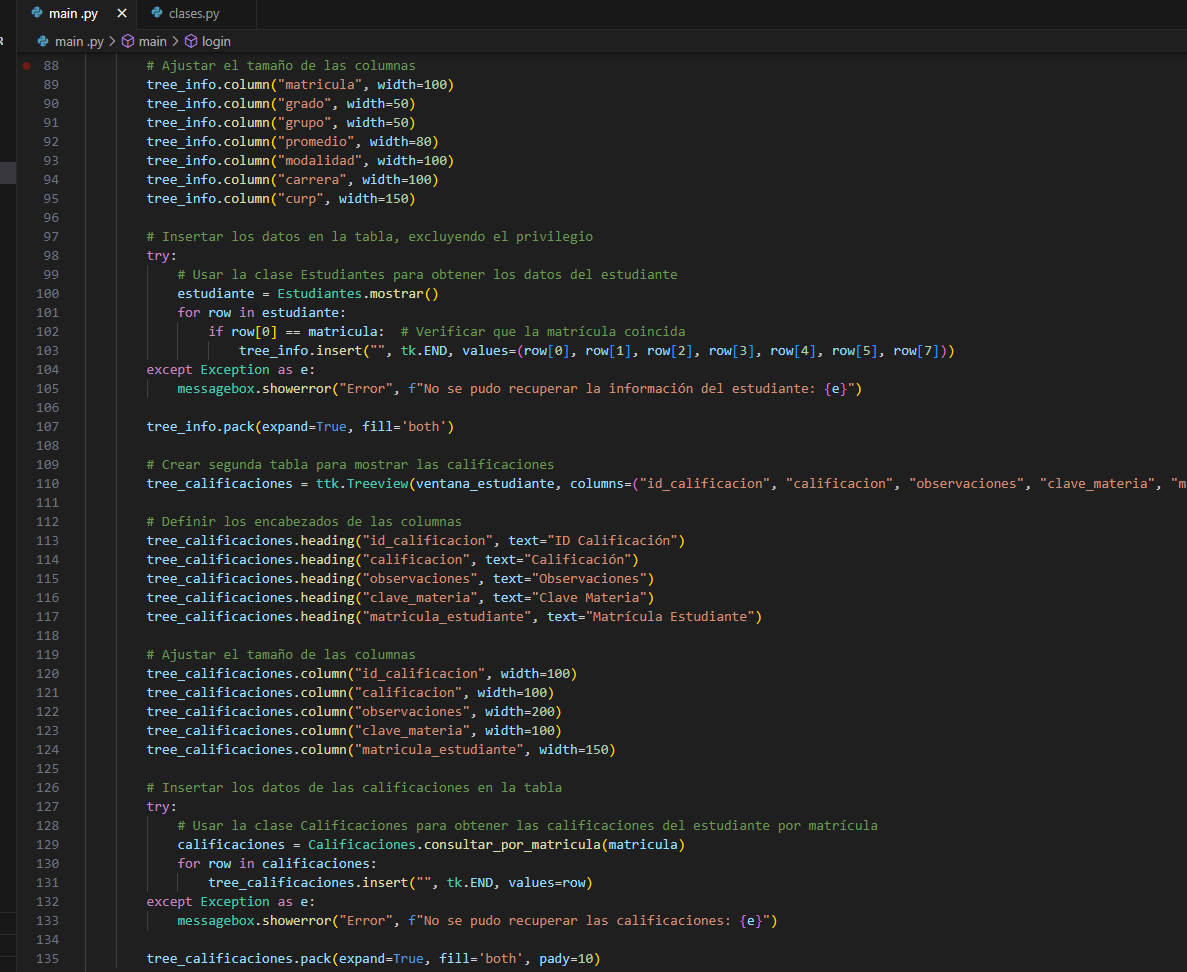 main .py
clases.py
main .py > main > login
88 # Ajustar el tamaño de las columnas
89 tree_info.column("matricula", width=100)
90 tree_info.column("grado", width=50)
91 tree_info.column("grupo", width=50)
92 tree_info.column("promedio", width=80)
93 tree_info.column("modalidad", width=100)
94 tree_info.column("carrera", width=100)
95 tree_info.column("curp", width=150)
96
97 # Insertar los datos en la tabla, excluyendo el privilegio
98 try:
99 # Usar la clase Estudiantes para obtener los datos del estudiante
100 estudiante = Estudiantes.mostrar()
101 for row in estudiante:
102 if row[0] == matricula:  # Verificar que la matrícula coincida
103 tree_info.insert("", tk.END, values=(row[0], row[1], row[2], row[3], row[4], row[5], row[7]))
104 except Exception as e:
105 messagebox.showerror("Error", f"No se pudo recuperar la información del estudiante: {e}")
106
107 tree_info.pack(expand=True, fill='both')
108
109 # Crear segunda tabla para mostrar las calificaciones
110 tree_calificaciones = ttk.Treeview(ventana_estudiante, columns=("id_calificacion", "calificacion", "observaciones", "clave_materia", "m
111
112 # Definir los encabezados de las columnas
113 tree_calificaciones.heading("id_calificacion", text="ID Calificación")
114 tree_calificaciones.heading("calificacion", text="Calificación")
115 tree_calificaciones.heading("observaciones", text="Observaciones")
116 tree_calificaciones.heading("clave_materia", text="Clave Materia")
117 tree_calificaciones.heading("matricula_estudiante", text="Matrícula Estudiante")
118
119 # Ajustar el tamaño de las columnas
120 tree_calificaciones.column("id_calificacion", width=100)
121 tree_calificaciones.column("calificacion", width=100)
122 tree_calificaciones.column("observaciones", width=200)
123 tree_calificaciones.column("clave_materia", width=100)
124 tree_calificaciones.column("matricula_estudiante", width=150)
125
126 # Insertar los datos de las calificaciones en la tabla
127 try:
128 # Usar la clase Calificaciones para obtener las calificaciones del estudiante por matrícula
129 calificaciones = Calificaciones.consultar_por_matricula(matricula)
130 for row in calificaciones:
131 tree_calificaciones.insert("", tk.END, values=row)
132 except Exception as e:
133 messagebox.showerror("Error", f"No se pudo recuperar las calificaciones: {e}")
134
135 tree_calificaciones.pack(expand=True, fill='both', pady=10)